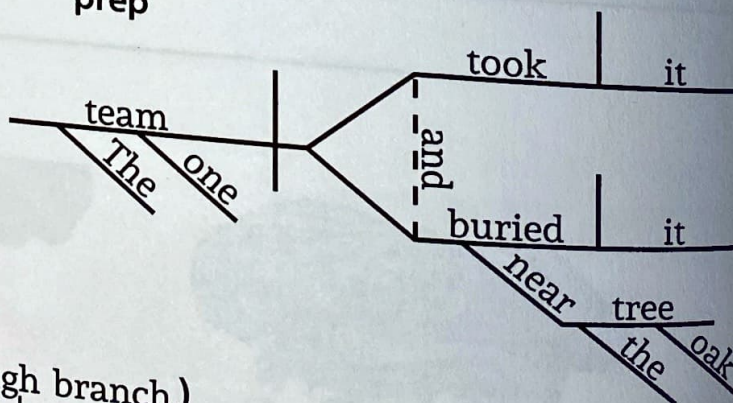 prep
took it
team
The one
and
buried it
near
tree
the oak
gh branch)